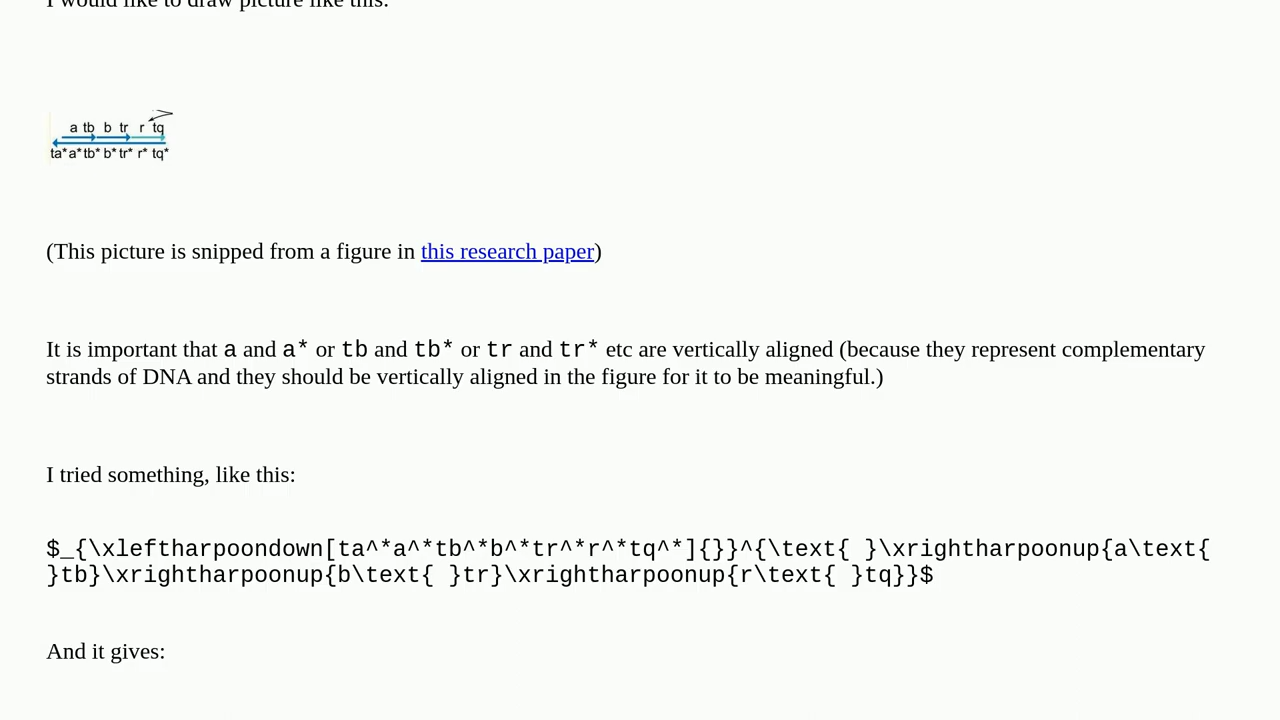 I would like to draw picture like this:
a tb b tr r tq
ta* a* tb* b* tr* r* tq*
(This picture is snipped from a figure in this research paper)
It is important that a and a* or tb and tb* or tr and tr* etc are vertically aligned (because they represent complementary
strands of DNA and they should be vertically aligned in the figure for it to be meaningful.)
I tried something, like this:
$_{\xleftharpoondown[ta^*a^*tb^*b^*tr^*r^*tq^*]{}}^{\text{ }\xrightharpoonup{a\text{
}tb}\xrightharpoonup{b\text{ }tr}\xrightharpoonup{r\text{ }tq}}$
And it gives: